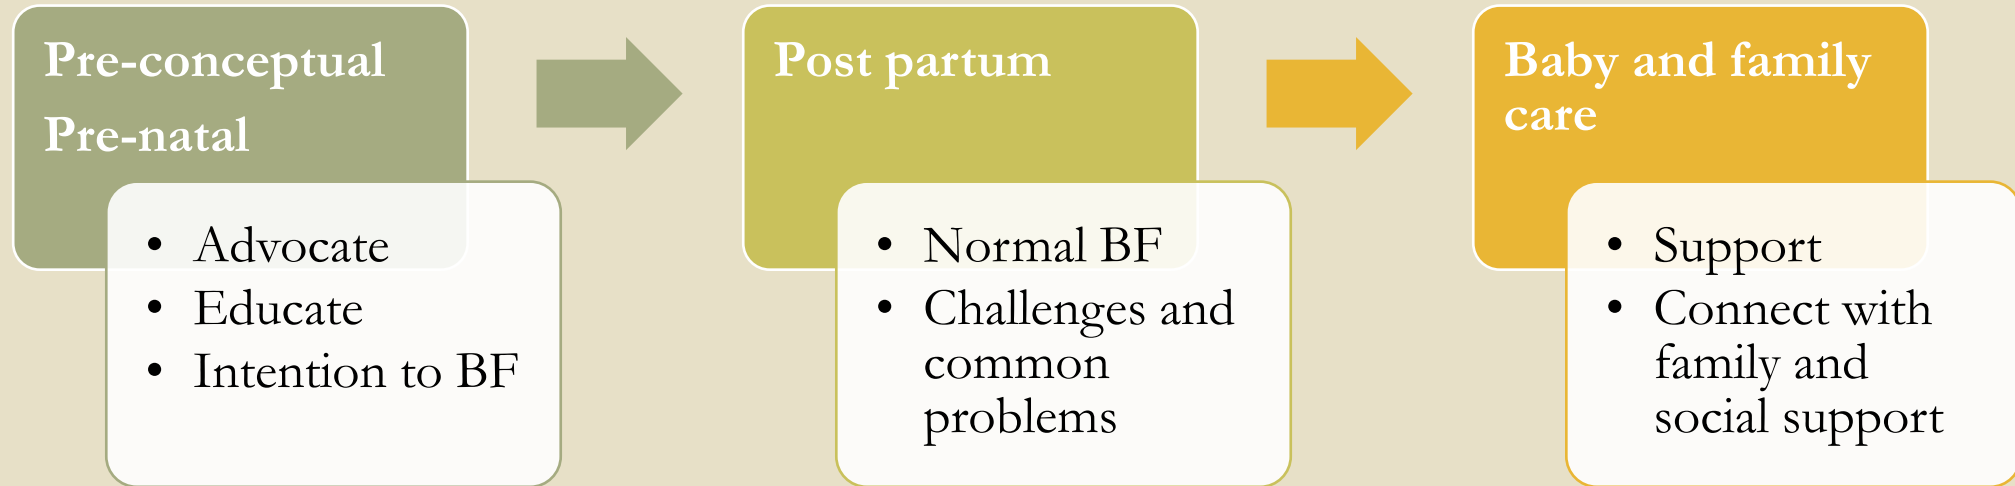 Pre-conceptual
Pre-natal
• Advocate
• Educate
• Intention to BF
Post partum
• Normal BF
• Challenges and
common
problems
Baby and family
care
• Support
• Connect with
family and
social support